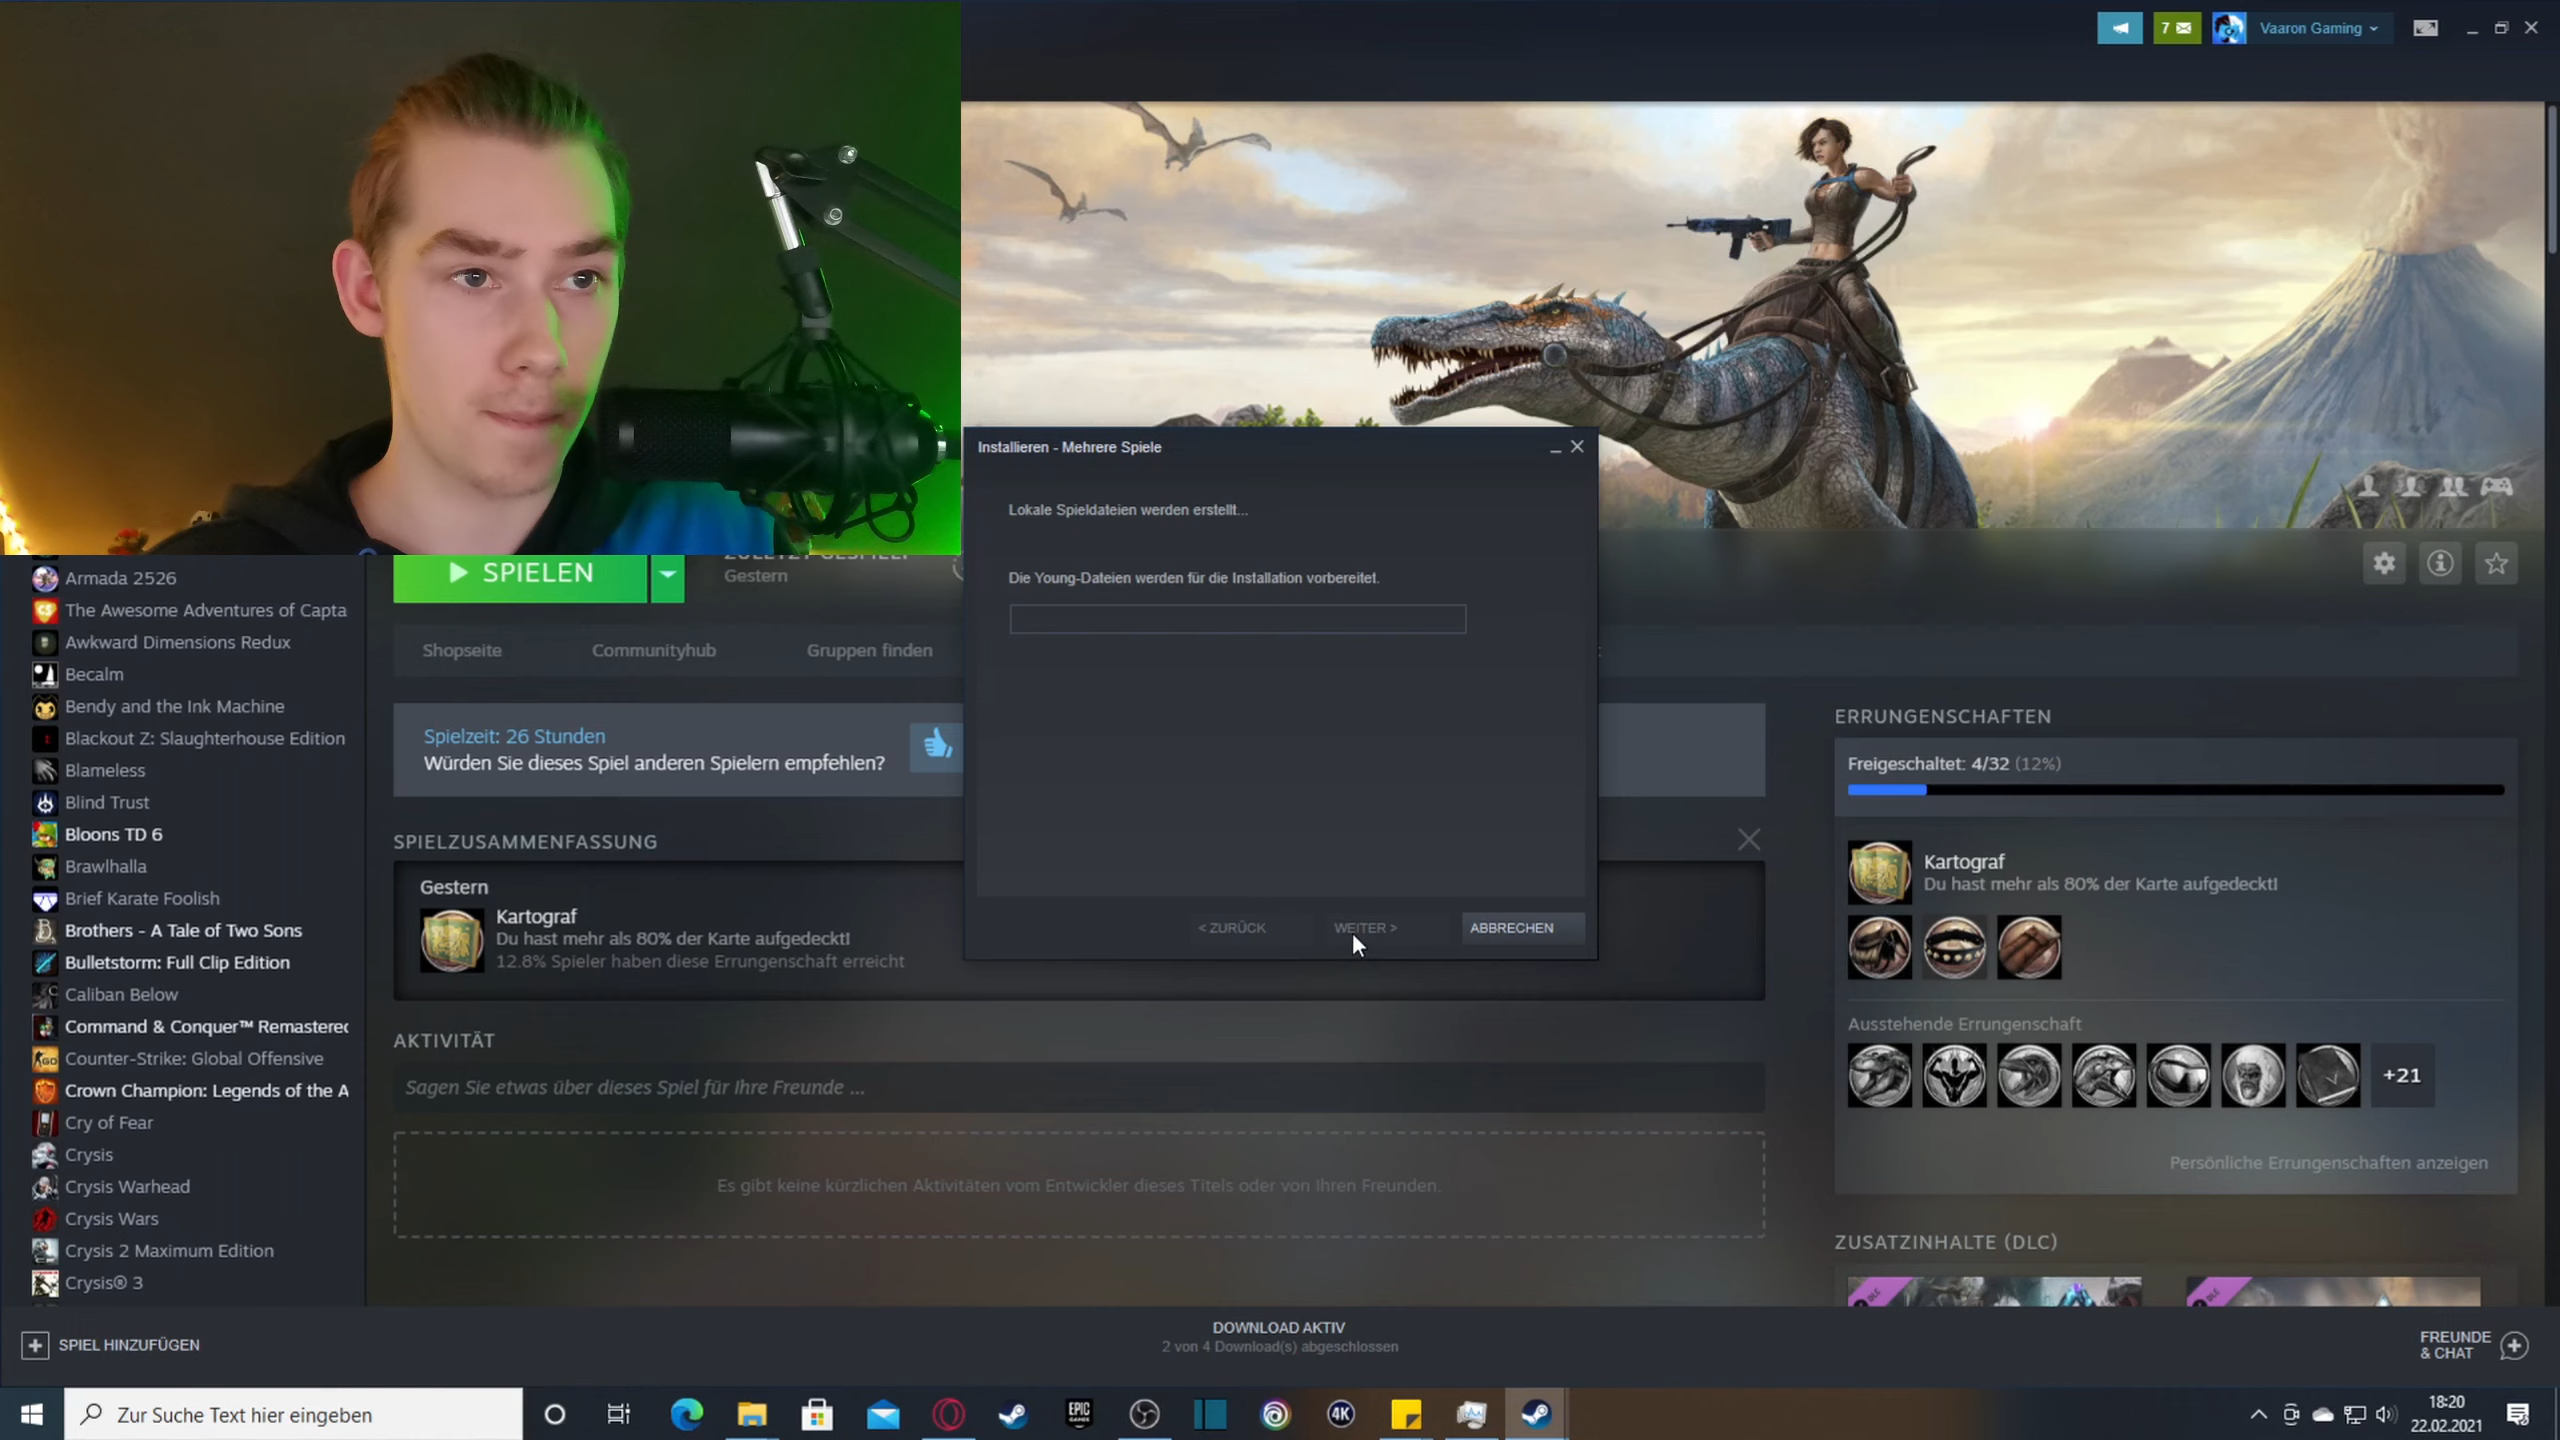 7
Vaaron Gaming
Installieren - Mehrere Spiele
Lokale Spieldateien werden erstellt...
Die Young-Dateien werden für die Installation vorbereitet.
< ZURÜCK
WEITER >
ABBRECHEN
Armada 2526
The Awesome Adventures of Capta
Awkward Dimensions Redux
Becalm
Bendy and the Ink Machine
Blackout Z: Slaughterhouse Edition
Blameless
Blind Trust
Bloons TD 6
Brawlhalla
Brief Karate Foolish
Brothers - A Tale of Two Sons
Bulletstorm: Full Clip Edition
Caliban Below
Command & Conquer™ Remastered
Counter-Strike: Global Offensive
Crown Champion: Legends of the A
Cry of Fear
Crysis
Crysis Warhead
Crysis Wars
Crysis 2 Maximum Edition
Crysis® 3
SPIELEN
ZULETZT GESPIELT
Gestern
Shopseite
Communityhub
Gruppen finden
Spielzeit: 26 Stunden
Würden Sie dieses Spiel anderen Spielern empfehlen?
SPIELZUSAMMENFASSUNG
Gestern
Kartograf
Du hast mehr als 80% der Karte aufgedeckt!
12.8% Spieler haben diese Errungenschaft erreicht
AKTIVITÄT
Sagen Sie etwas über dieses Spiel für Ihre Freunde ...
Es gibt keine kürzlichen Aktivitäten vom Entwickler dieses Titels oder von Ihren Freunden.
ERRUNGENSCHAFTEN
Freigeschaltet: 4/32 (12%)
Kartograf
Du hast mehr als 80% der Karte aufgedeckt!
Ausstehende Errungenschaft
+21
Persönliche Errungenschaften anzeigen
ZUSATZINHALTE (DLC)
DLC
DLC
SPIEL HINZUFÜGEN
DOWNLOAD AKTIV
2 von 4 Download(s) abgeschlossen
FREUNDE
& CHAT
Zur Suche Text hier eingeben
EPIC
GAMES
4K
18:20
22.02.2021